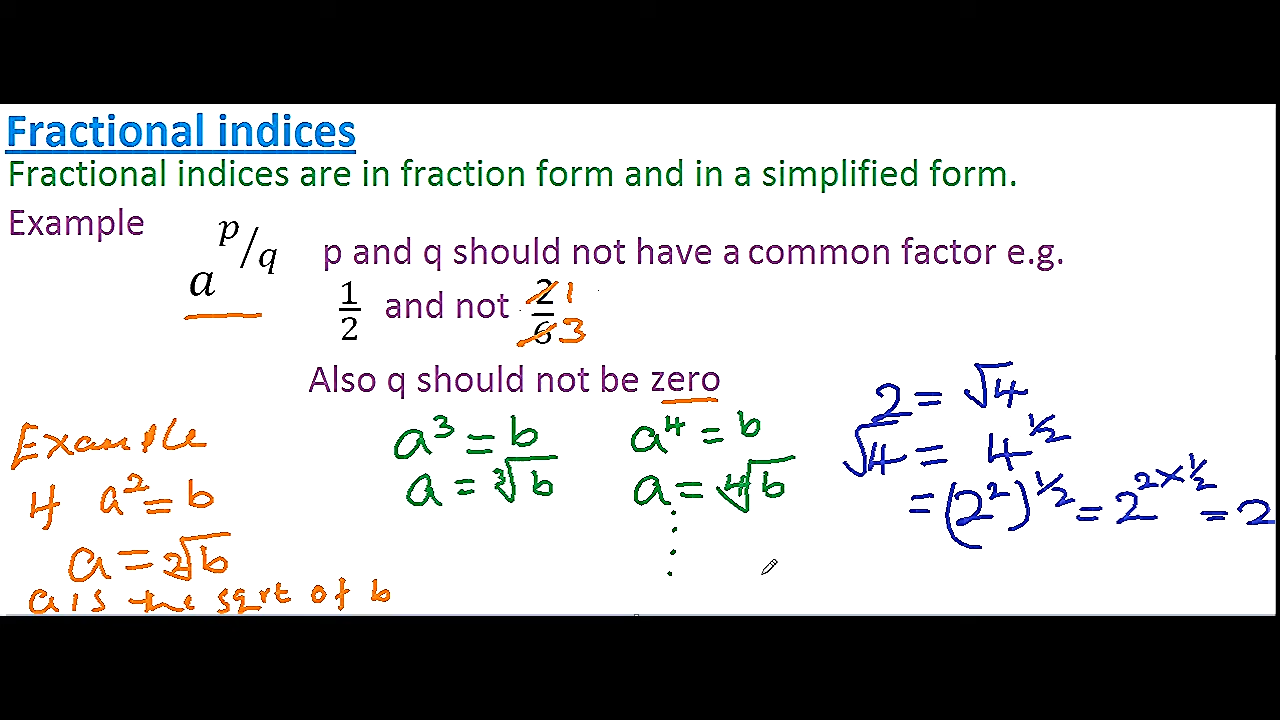 Fractional indices
Fractional indices are in fraction form and in a simplified form.
Example
a^p/q p and q should not have a common factor e.g.
1/2 and not 2/6 1 3
Also q should not be zero
Example
4 a² = b
a = ²√b
a is the sqrt of b
a³ = b
a = ³√b
a⁴ = b
a = ⁴√b
2 = √4
√4 = 4^½
= (2²)^½ = 2^2×½ = 2